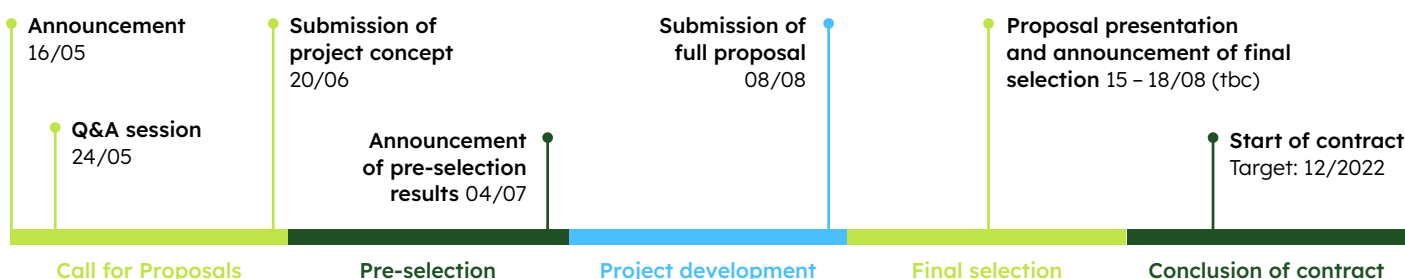 Announcement
16/05
Q&A session
24/05
Submission of
project concept
20/06
Announcement
of pre-selection
results 04/07
Submission of
full proposal
08/08
Proposal presentation
and announcement of final
selection 15 – 18/08 (tbc)
Start of contract
Target: 12/2022
Call for Proposals
Pre-selection
Project development
Final selection
Conclusion of contract